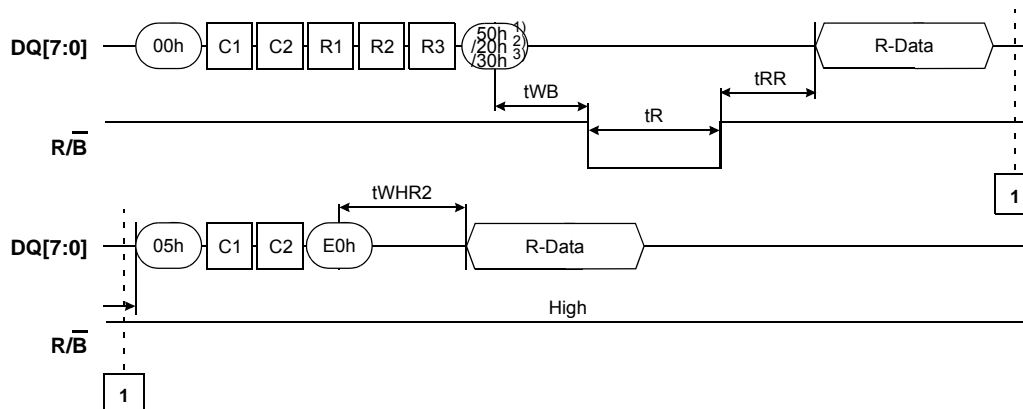 DQ[7:0] 00h C1 C2 R1 R2 R3 50h 1) R-Data
/20h 2)
/30h 3)
tWB tR tRR
R/B
1
tWHR2
DQ[7:0] 05h C1 C2 E0h R-Data
High
R/B
1